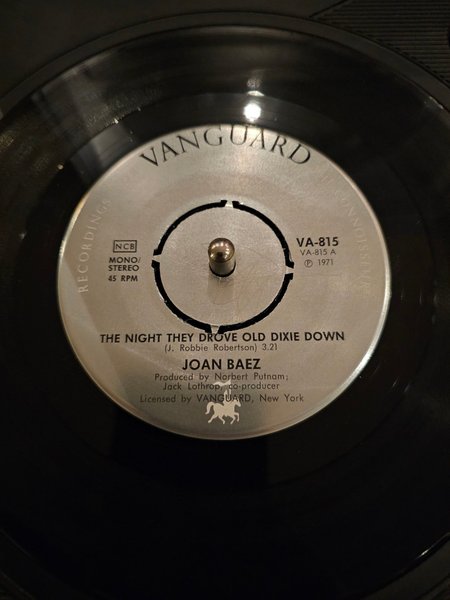 VANGUARD
RECORDINGS
NCB
MONO/
STEREO
45 RPM
VA-815
VA-815 A
Ⓟ 1971
THE NIGHT THEY DROVE OLD DIXIE DOWN
(J. Robbie Robertson) 3.21
JOAN BAEZ
Produced by Norbert Putnam;
Jack Lothrop, co-producer
Licensed by VANGUARD, New York